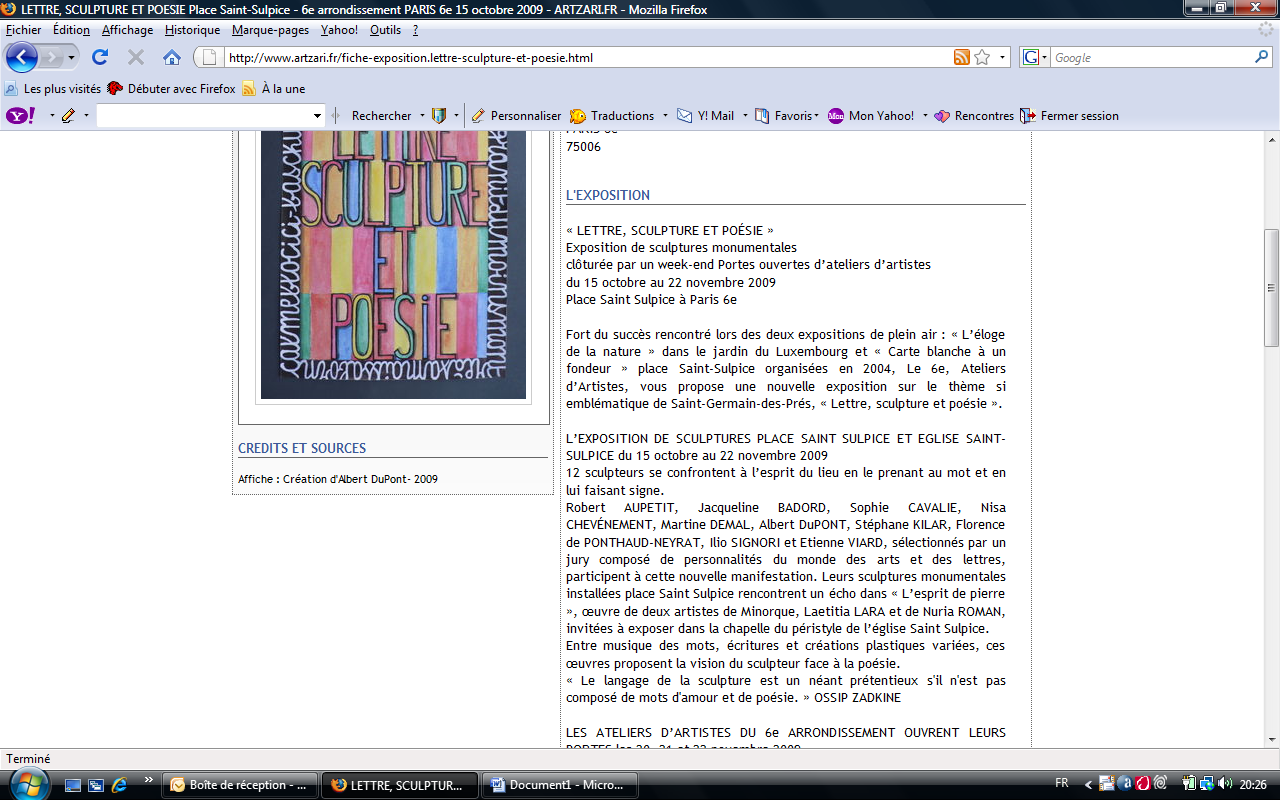 LETTRE, SCULPTURE ET POESIE Place Saint-Sulpice - 6e arrondissement PARIS 6e 15 octobre 2009 - ARTZARI.FR - Mozilla Firefox
Fichier Édition Affichage Historique Marque-pages Yahoo! Outils ?
http://www.artzari.fr/fiche-exposition.lettre-sculpture-et-poesie.html
Google
Les plus visités Débuter avec Firefox À la une
Y! Rechercher Personnaliser Traductions Y! Mail Favoris Mon Yahoo! Rencontres Fermer session
LETTRE
SCULPTURE
ET
POESiE
CREDITS ET SOURCES
Affiche : Création d'Albert DuPont- 2009
PARIS 6e
75006
L'EXPOSITION
« LETTRE, SCULPTURE ET POÉSIE »
Exposition de sculptures monumentales
clôturée par un week-end Portes ouvertes d’ateliers d’artistes
du 15 octobre au 22 novembre 2009
Place Saint Sulpice à Paris 6e
Fort du succès rencontré lors des deux expositions de plein air : « L’éloge
de la nature » dans le jardin du Luxembourg et « Carte blanche à un
fondeur » place Saint-Sulpice organisées en 2004, Le 6e, Ateliers
d’Artistes, vous propose une nouvelle exposition sur le thème si
emblématique de Saint-Germain-des-Prés, « Lettre, sculpture et poésie ».
L’EXPOSITION DE SCULPTURES PLACE SAINT SULPICE ET EGLISE SAINT-
SULPICE du 15 octobre au 22 novembre 2009
12 sculpteurs se confrontent à l’esprit du lieu en le prenant au mot et en
lui faisant signe.
Robert AUPETIT, Jacqueline BADORD, Sophie CAVALIE, Nisa
CHEVÉNEMENT, Martine DEMAL, Albert DuPONT, Stéphane KILAR, Florence
de PONTHAUD-NEYRAT, Ilio SIGNORI et Etienne VIARD, sélectionnés par un
jury composé de personnalités du monde des arts et des lettres,
participent à cette nouvelle manifestation. Leurs sculptures monumentales
installées place Saint Sulpice rencontrent un écho dans « L’esprit de pierre
», œuvre de deux artistes de Minorque, Laetitia LARA et de Nuria ROMAN,
invitées à exposer dans la chapelle du péristyle de l’église Saint Sulpice.
Entre musique des mots, écritures et créations plastiques variées, ces
œuvres proposent la vision du sculpteur face à la poésie.
« Le langage de la sculpture est un néant prétentieux s'il n'est pas
composé de mots d'amour et de poésie. » OSSIP ZADKINE
LES ATELIERS D’ARTISTES DU 6e ARRONDISSEMENT OUVRENT LEURS
PORTES les 20, 21 et 22 novembre 2009
Terminé
Boîte de réception - ... LETTRE, SCULPTUR... Document1 - Micro... FR 20:26